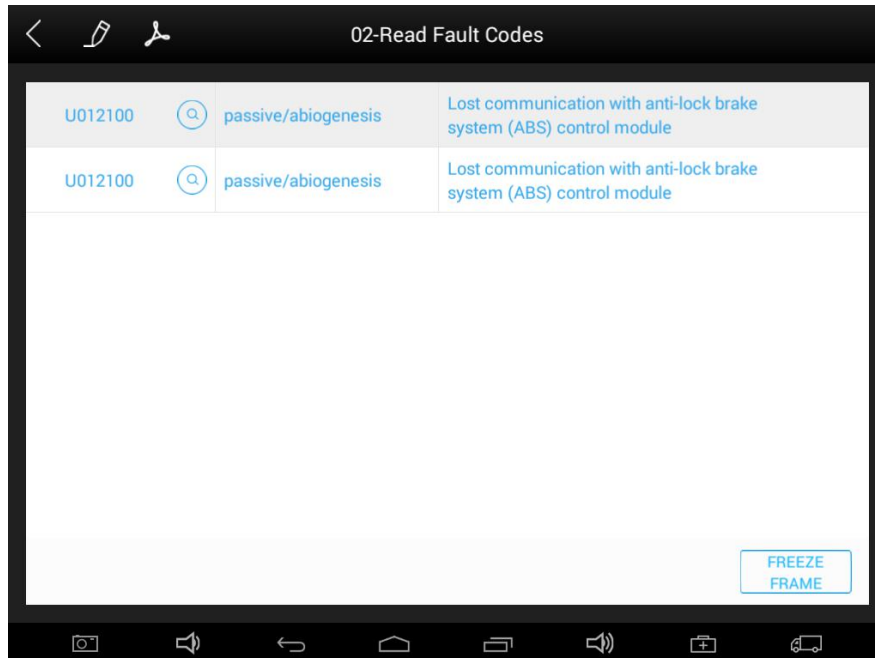 02-Read Fault Codes
U012100 passive/abiogenesis Lost communication with anti-lock brake
system (ABS) control module
U012100 passive/abiogenesis Lost communication with anti-lock brake
system (ABS) control module
FREEZE
FRAME